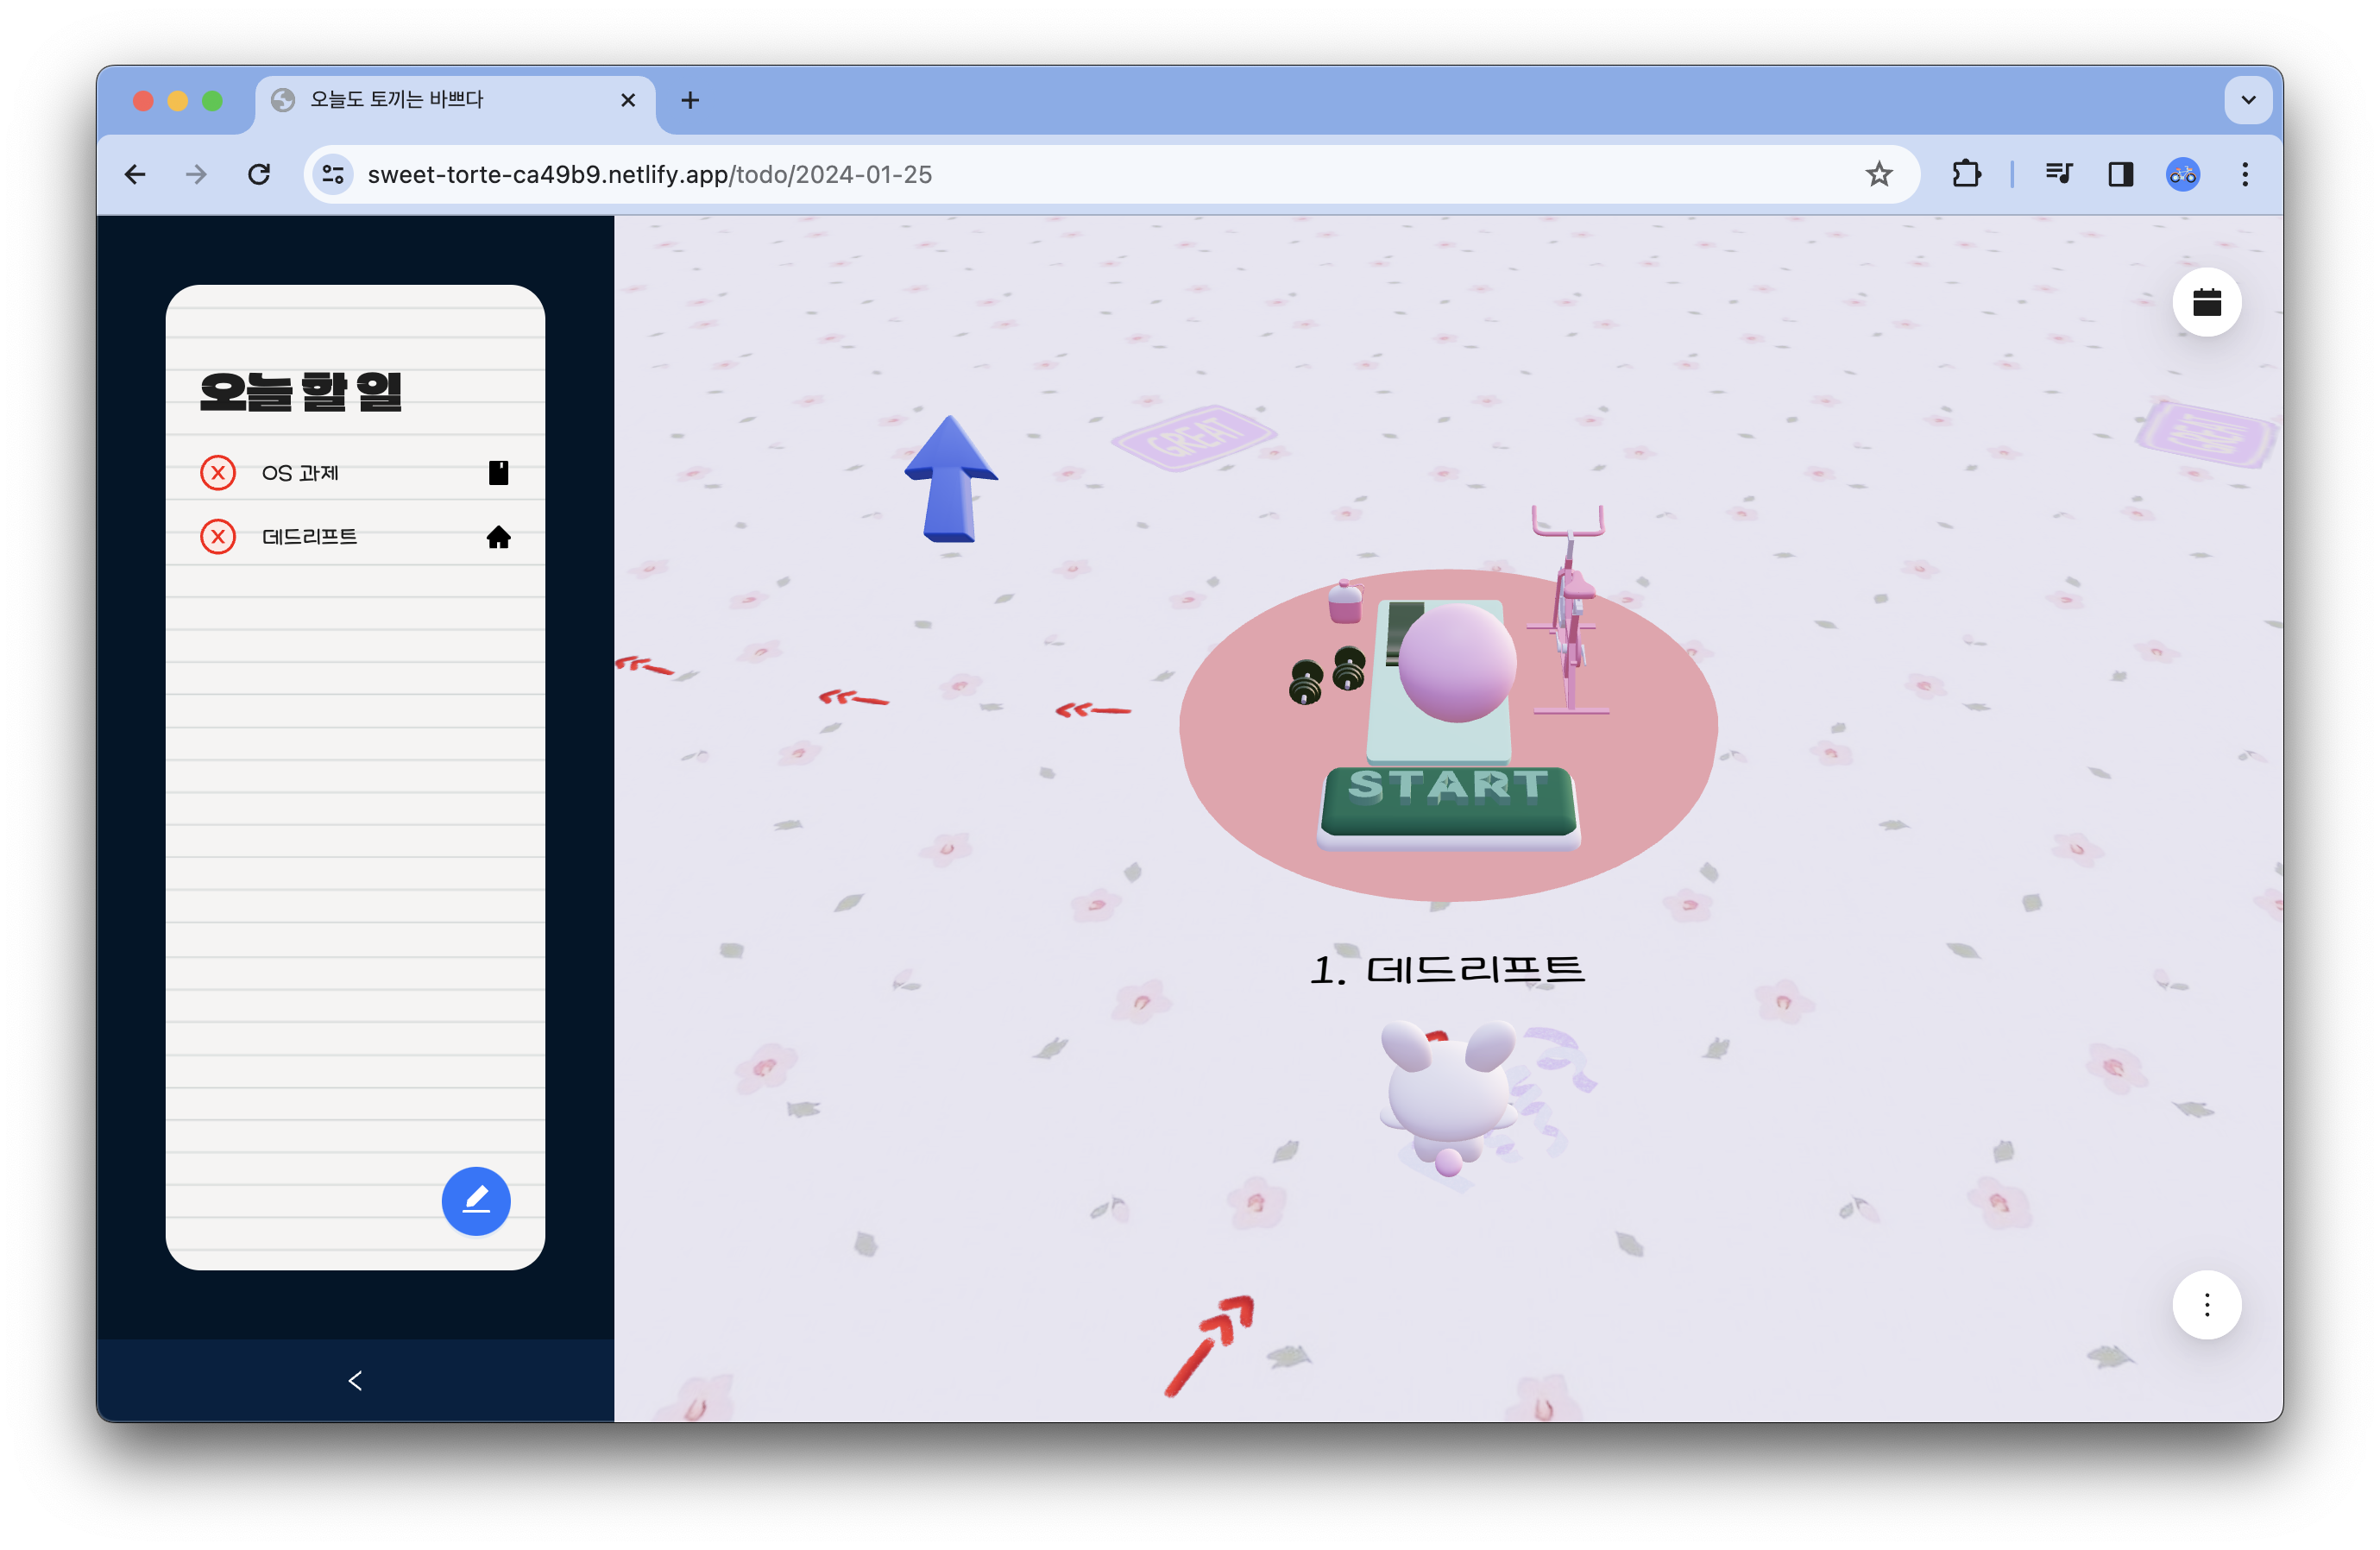 오늘도 토끼는 바쁘다
sweet-torte-ca49b9.netlify.app/todo/2024-01-25
오늘 할 일
OS 과제
데드리프트
GREAT
GREAT
START
1. 데드리프트